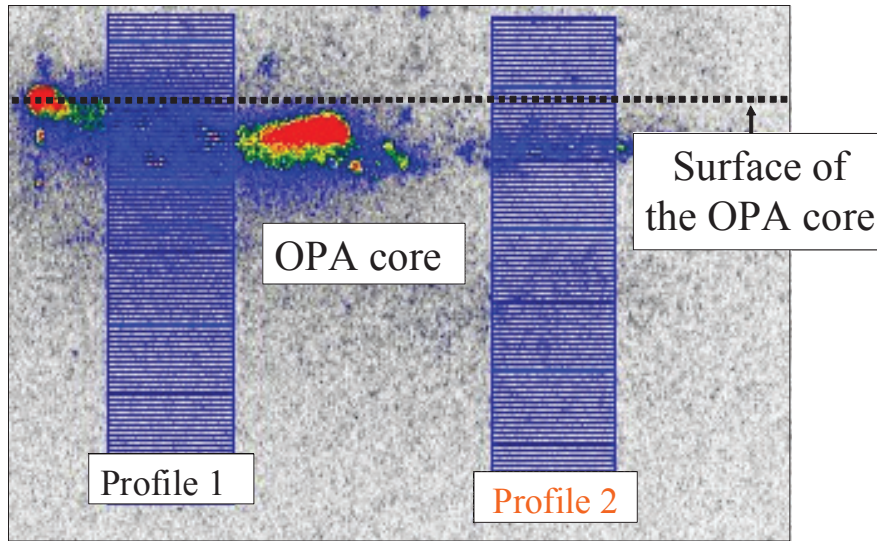 Surface of
the OPA core
OPA core
Profile 1
Profile 2